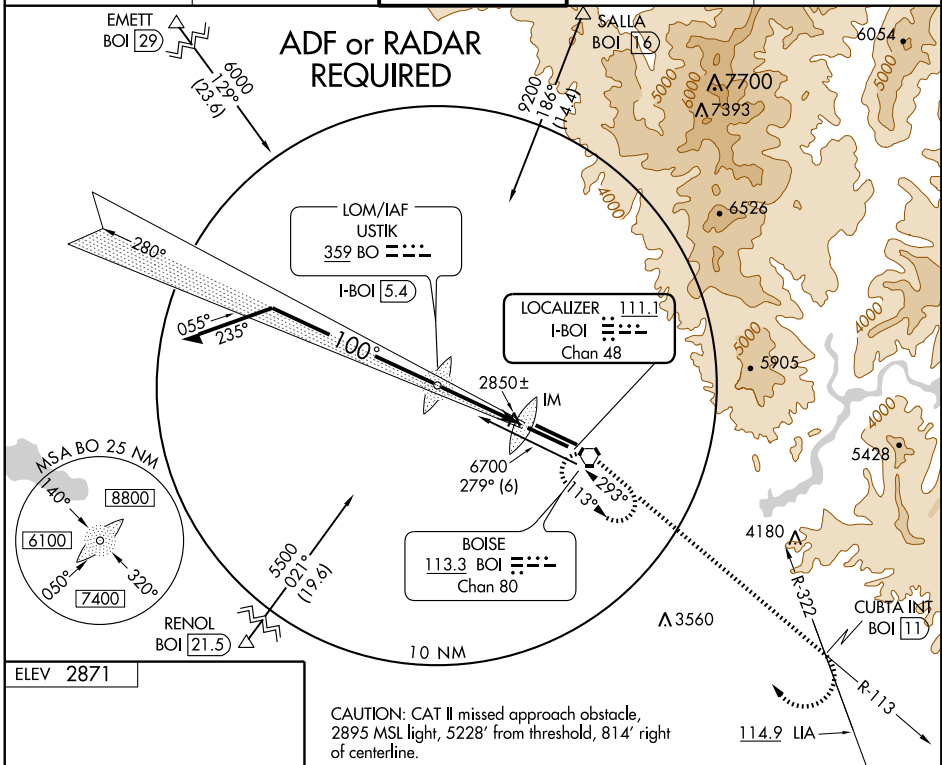 EMETT
BOI 29
6000
129°
(23.6)
ADF or RADAR
REQUIRED
SALLA
BOI 16
9200
186°
(14.4)
6054
5000
5000
6000
7700
7393
4000
6526
LOM/IAF
USTIK
359 BO
I-BOI 5.4
280°
055°
235°
100°
LOCALIZER 111.1
I-BOI
Chan 48
2850±
IM
5000
5905
4000
4000
5428
6700
279° (6)
113°
293°
MSA BO 25 NM
140°
8800
6100
050°
320°
7400
5500
021°
(19.6)
RENOL
BOI 21.5
BOISE
113.3 BOI
Chan 80
4180
R-322
3560
CUBTA INT
BOI 11
R-113
10 NM
114.9 LIA
ELEV 2871
CAUTION: CAT II missed approach obstacle,
2895 MSL light, 5228' from threshold, 814' right
of centerline.